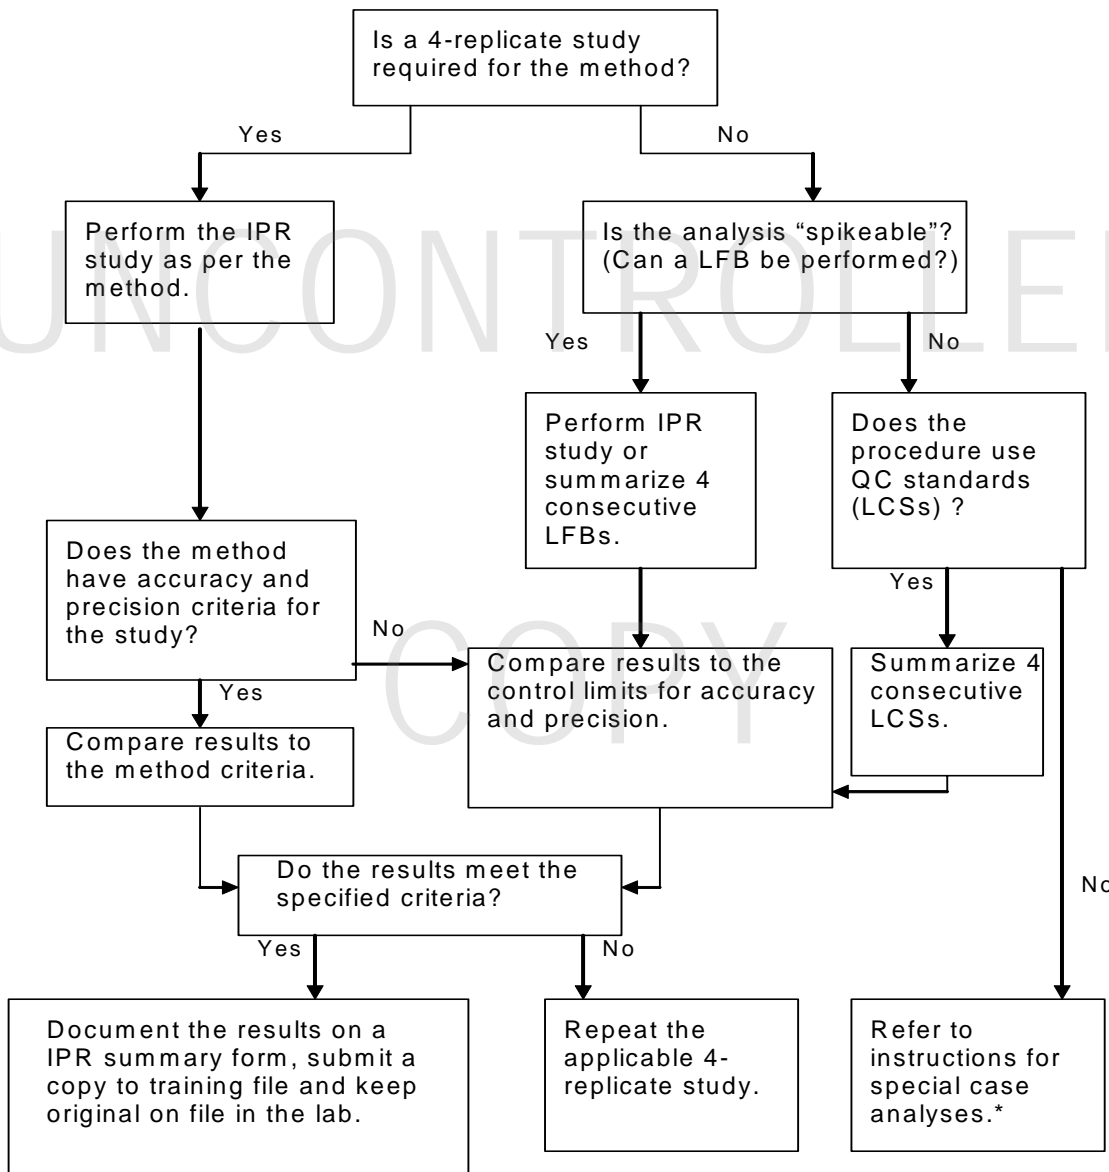 Is a 4-replicate study
required for the method?
Yes
No
Perform the IPR
study as per the
method.
Is the analysis “spikeable”?
(Can a LFB be performed?)
UNCONTROLLE
Yes
No
Perform IPR
study or
summarize 4
consecutive
LFBs.
Does the
procedure use
QC standards
(LCSs) ?
Does the method
have accuracy and
precision criteria for
the study?
No
Yes
Yes
No
Compare results to the
control limits for accuracy
and precision.
Summarize 4
consecutive
LCSs.
COPY
Compare results to
the method criteria.
Do the results meet the
specified criteria?
Yes
No
Document the results on a
IPR summary form, submit a
copy to training file and keep
original on file in the lab.
Repeat the
applicable 4-
replicate study.
Refer to
instructions for
special case
analyses.*